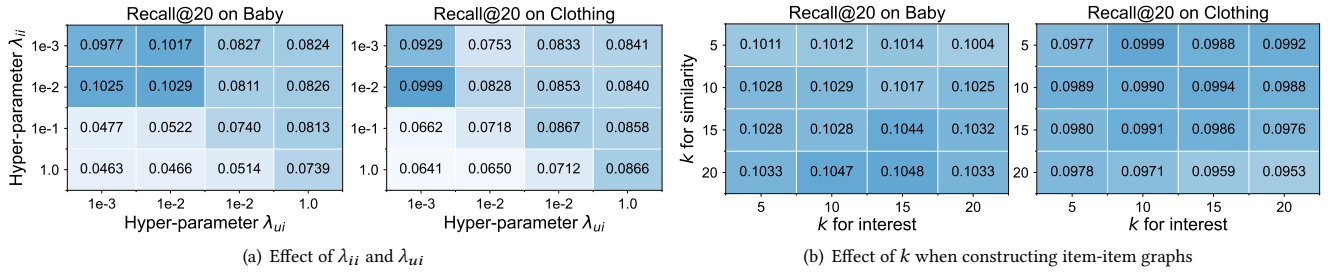 Recall@20 on Baby
Hyper-parameter λii
1e-3 0.0977 0.1017 0.0827 0.0824
1e-2 0.1025 0.1029 0.0811 0.0826
1e-1 0.0477 0.0522 0.0740 0.0813
1.0 0.0463 0.0466 0.0514 0.0739
1e-3 1e-2 1e-2 1.0
Hyper-parameter λui
Recall@20 on Clothing
0.0929 0.0753 0.0833 0.0841
1e-3
0.0999 0.0828 0.0853 0.0840
1e-2
0.0662 0.0718 0.0867 0.0858
1e-1
0.0641 0.0650 0.0712 0.0866
1.0
1e-3 1e-2 1e-2 1.0
Hyper-parameter λui
(a) Effect of λii and λui
Recall@20 on Baby
k for similarity
5 0.1011 0.1012 0.1014 0.1004
10 0.1028 0.1029 0.1017 0.1025
15 0.1028 0.1028 0.1044 0.1032
20 0.1033 0.1047 0.1048 0.1033
5 10 15 20
k for interest
Recall@20 on Clothing
5 0.0977 0.0999 0.0988 0.0992
10 0.0989 0.0990 0.0994 0.0988
15 0.0980 0.0991 0.0986 0.0976
20 0.0978 0.0971 0.0959 0.0953
5 10 15 20
k for interest
(b) Effect of k when constructing item-item graphs